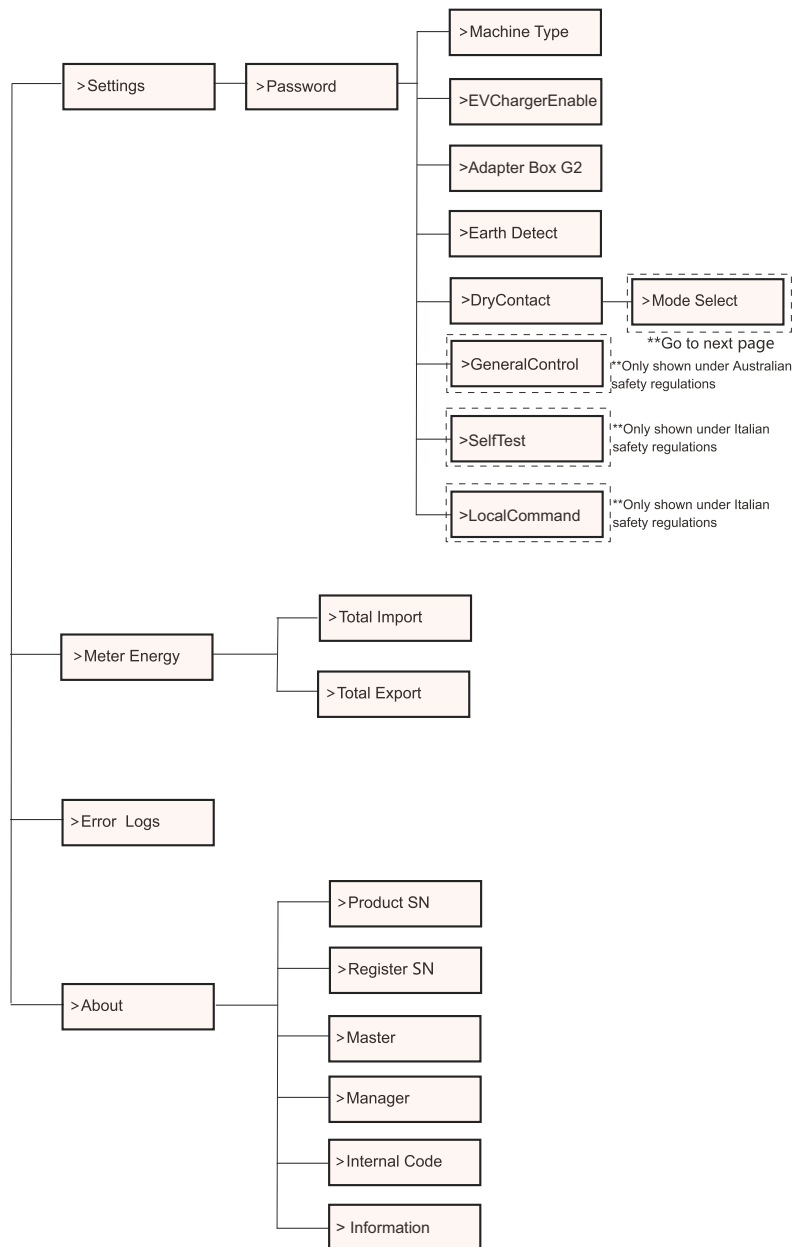 >Settings
>Password
>Machine Type
>EVChargerEnable
>Adapter Box G2
>Earth Detect
>DryContact
>Mode Select
**Go to next page
>GeneralControl
**Only shown under Australian
safety regulations
>SelfTest
**Only shown under Italian
safety regulations
>LocalCommand
**Only shown under Italian
safety regulations
>Meter Energy
>Total Import
>Total Export
>Error Logs
>About
>Product SN
>Register SN
>Master
>Manager
>Internal Code
> Information